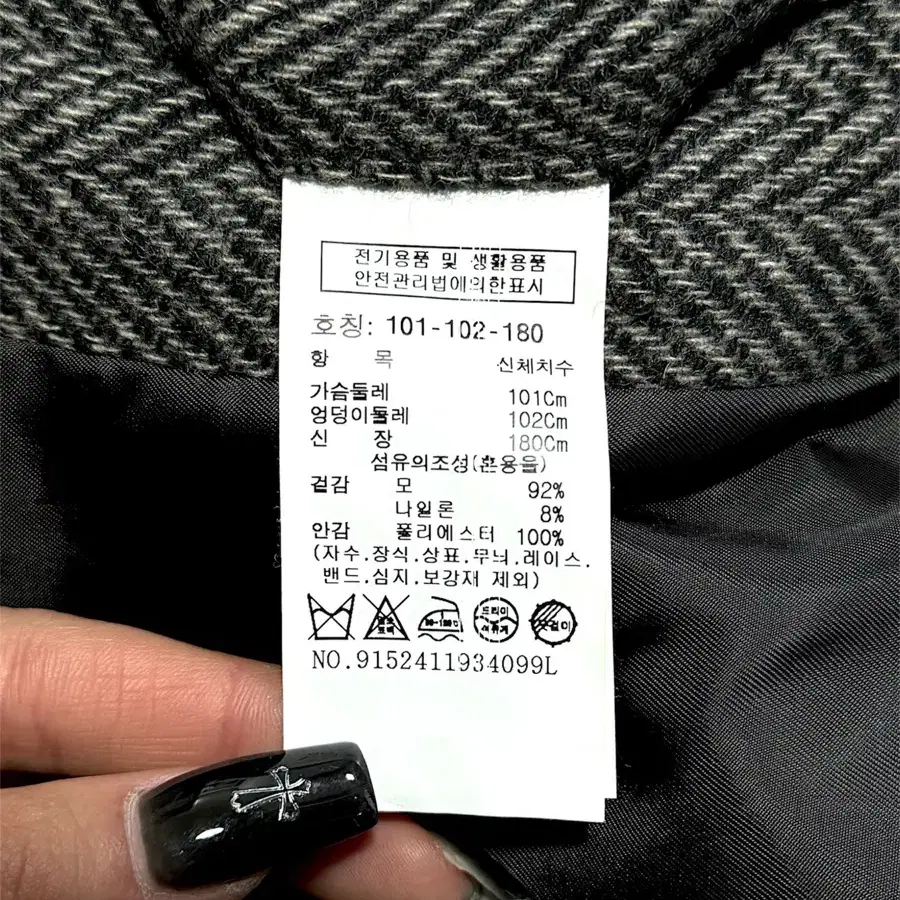 전기용품 및 생활용품
안전관리법에의한표시
호칭: 101-102-180
항 목 신체치수
가슴둘레 101Cm
엉덩이둘레 102Cm
신 장 180Cm
섬유의조성(혼용율)
겉감 모 92%
나일론 8%
안감 폴리에스터 100%
(자수.장식.상표.무늬.레이스.
밴드.심지.보강재 제외)
드라이
석유계
NO.9152411934099L